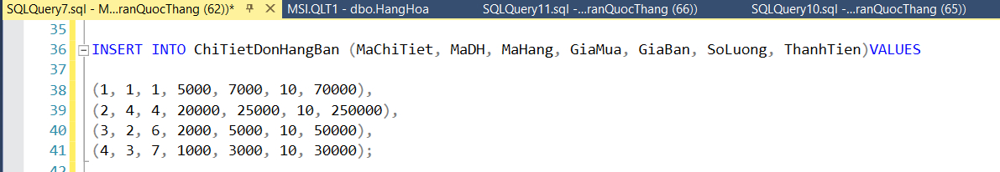 SQLQuery7.sql - M...ranQuocThang (62))* MSI.QLT1 - dbo.HangHoa SQLQuery11.sql -...ranQuocThang (66)) SQLQuery10.sql -...ranQuocThang (65))
35
36 INSERT INTO ChiTietDonHangBan (MaChiTiet, MaDH, MaHang, GiaMua, GiaBan, SoLuong, ThanhTien)VALUES
37
38 (1, 1, 1, 5000, 7000, 10, 70000),
39 (2, 4, 4, 20000, 25000, 10, 250000),
40 (3, 2, 6, 2000, 5000, 10, 50000),
41 (4, 3, 7, 1000, 3000, 10, 30000);
42